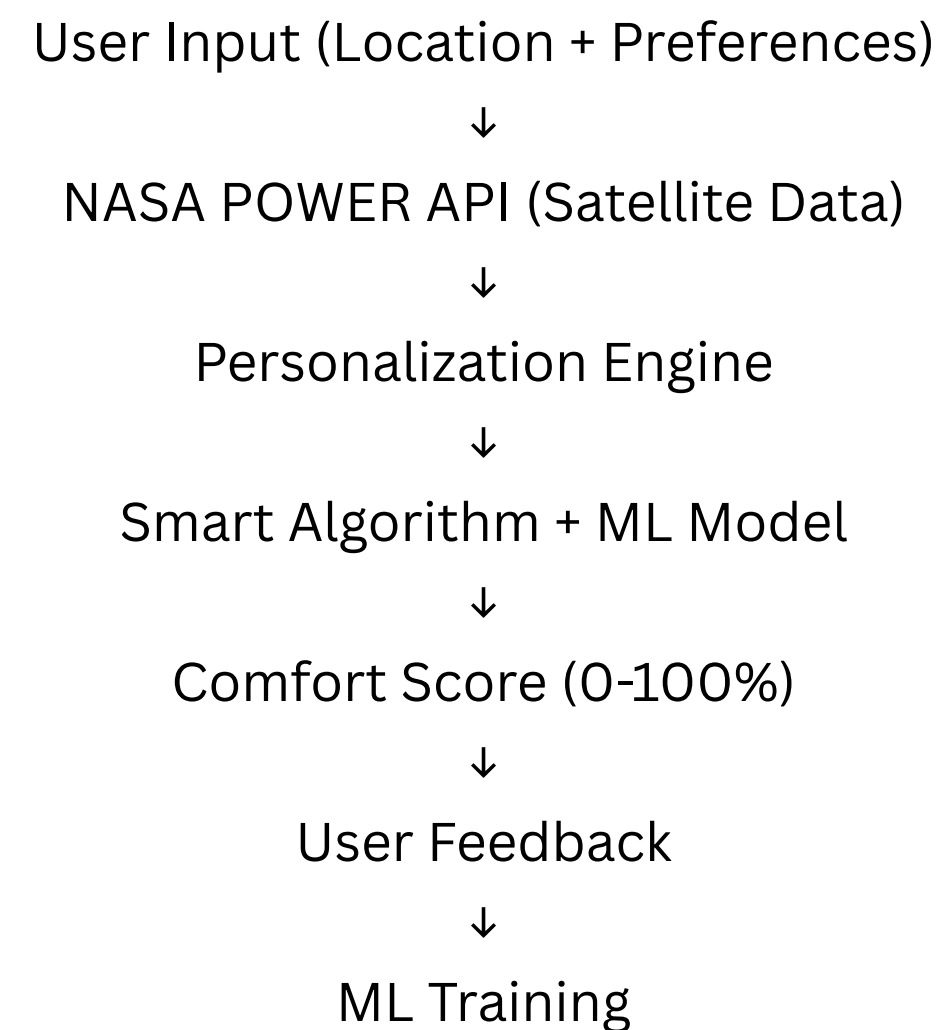 User Input (Location + Preferences)
↓
NASA POWER API (Satellite Data)
↓
Personalization Engine
↓
Smart Algorithm + ML Model
↓
Comfort Score (0-100%)
↓
User Feedback
↓
ML Training